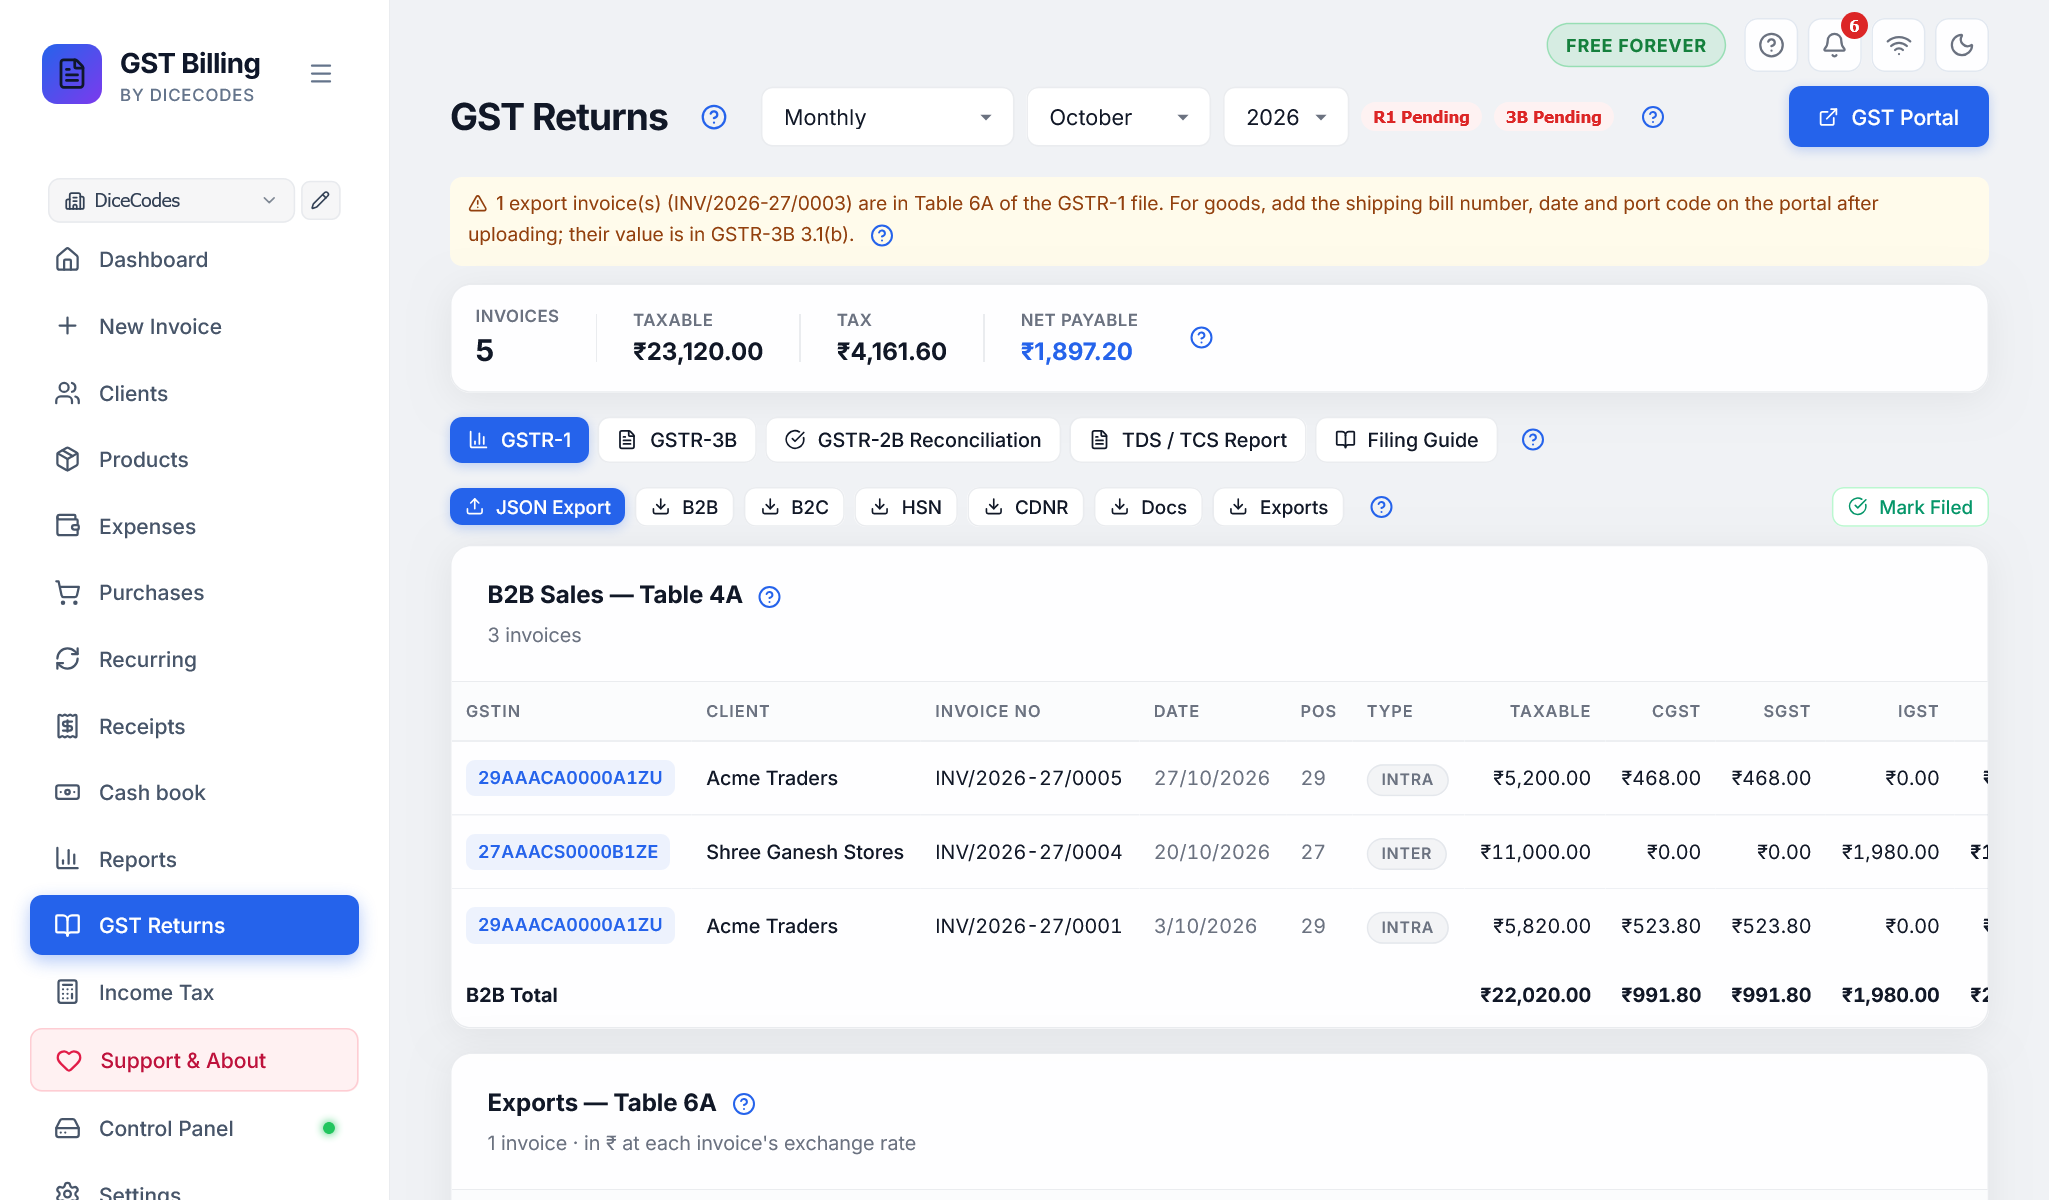 GST Billing
BY DICECODES
DiceCodes
Dashboard
New Invoice
Clients
Products
Expenses
Purchases
Recurring
Receipts
Cash book
Reports
GST Returns
Income Tax
Support & About
Control Panel
Settings
FREE FOREVER
6
GST Returns
Monthly
October
2026
R1 Pending
3B Pending
GST Portal
1 export invoice(s) (INV/2026-27/0003) are in Table 6A of the GSTR-1 file. For goods, add the shipping bill number, date and port code on the portal after
uploading; their value is in GSTR-3B 3.1(b).
INVOICES TAXABLE TAX NET PAYABLE
5 ₹23,120.00 ₹4,161.60 ₹1,897.20
GSTR-1 GSTR-3B GSTR-2B Reconciliation TDS / TCS Report Filing Guide
JSON Export B2B B2C HSN CDNR Docs Exports Mark Filed
B2B Sales — Table 4A
3 invoices
GSTIN CLIENT INVOICE NO DATE POS TYPE TAXABLE CGST SGST IGST
29AAACA0000A1ZU Acme Traders INV/2026-27/0005 27/10/2026 29 INTRA ₹5,200.00 ₹468.00 ₹468.00 ₹0.00
27AAACS0000B1ZE Shree Ganesh Stores INV/2026-27/0004 20/10/2026 27 INTER ₹11,000.00 ₹0.00 ₹0.00 ₹1,980.00
29AAACA0000A1ZU Acme Traders INV/2026-27/0001 3/10/2026 29 INTRA ₹5,820.00 ₹523.80 ₹523.80 ₹0.00
B2B Total ₹22,020.00 ₹991.80 ₹991.80 ₹1,980.00
Exports — Table 6A
1 invoice · in ₹ at each invoice's exchange rate